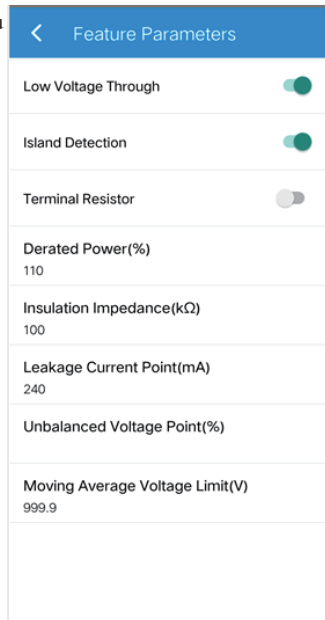 Feature Parameters
Low Voltage Through
Island Detection
Terminal Resistor
Derated Power(%)
110
Insulation Impedance(kΩ)
100
Leakage Current Point(mA)
240
Unbalanced Voltage Point(%)
Moving Average Voltage Limit(V)
999.9